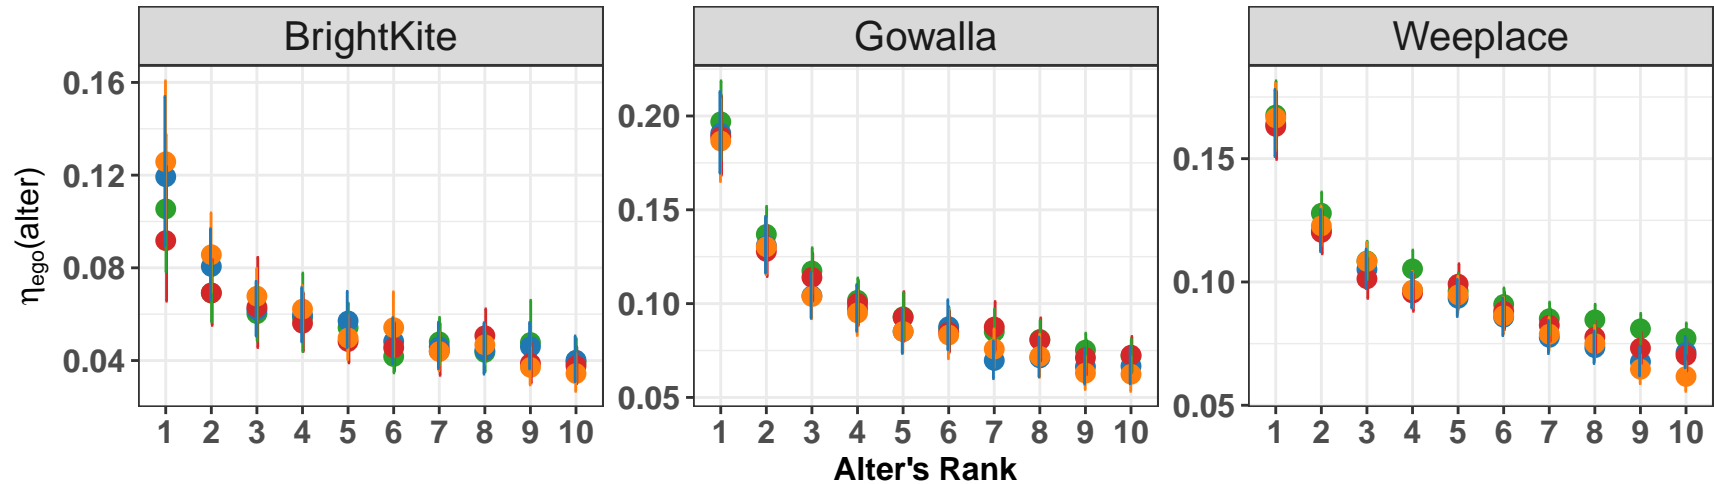 BrightKite
Gowalla
Weeplace
ηego(alter)
0.16
0.12
0.08
0.04
0.20
0.15
0.10
0.05
0.15
0.10
0.05
1 2 3 4 5 6 7 8 9 10
1 2 3 4 5 6 7 8 9 10
1 2 3 4 5 6 7 8 9 10
Alter's Rank